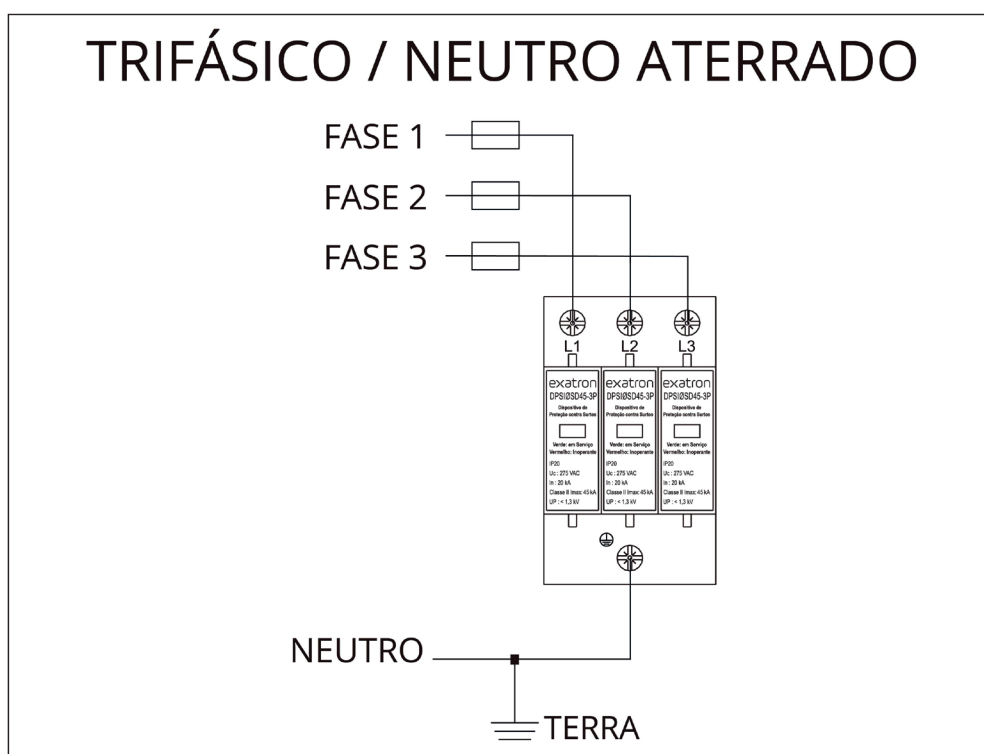 TRIFÁSICO / NEUTRO ATERRADO
FASE 1
FASE 2
FASE 3
L1 L2 L3
exatron exatron exatron
DPSIØSD45-3P DPSIØSD45-3P DPSIØSD45-3P
Dispositivo de Dispositivo de Dispositivo de
Proteção contra Surtos Proteção contra Surtos Proteção contra Surtos
Verde: em Serviço Verde: em Serviço Verde: em Serviço
Vermelho: Inoperante Vermelho: Inoperante Vermelho: Inoperante
IP20 IP20 IP20
Uc : 275 VAC Uc : 275 VAC Uc : 275 VAC
In : 20 kA In : 20 kA In : 20 kA
Classe II Imax: 45 kA Classe II Imax: 45 kA Classe II Imax: 45 kA
UP : < 1,3 kV UP : < 1,3 kV UP : < 1,3 kV
NEUTRO
TERRA